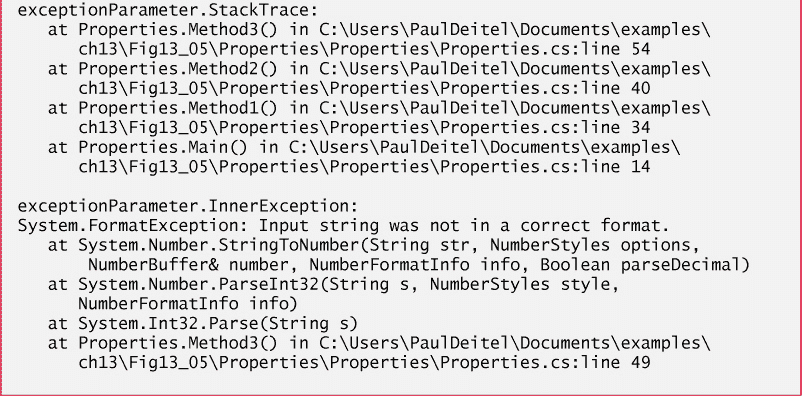 exceptionParameter.StackTrace:
at Properties.Method3() in C:\Users\PaulDeitel\Documents\examples\
ch13\Fig13_05\Properties\Properties\Properties.cs:line 54
at Properties.Method2() in C:\Users\PaulDeitel\Documents\examples\
ch13\Fig13_05\Properties\Properties\Properties.cs:line 40
at Properties.Method1() in C:\Users\PaulDeitel\Documents\examples\
ch13\Fig13_05\Properties\Properties\Properties.cs:line 34
at Properties.Main() in C:\Users\PaulDeitel\Documents\examples\
ch13\Fig13_05\Properties\Properties\Properties.cs:line 14
exceptionParameter.InnerException:
System.FormatException: Input string was not in a correct format.
at System.Number.StringToNumber(String str, NumberStyles options,
NumberBuffer& number, NumberFormatInfo info, Boolean parseDecimal)
at System.Number.ParseInt32(String s, NumberStyles style,
NumberFormatInfo info)
at System.Int32.Parse(String s)
at Properties.Method3() in C:\Users\PaulDeitel\Documents\examples\
ch13\Fig13_05\Properties\Properties\Properties.cs:line 49